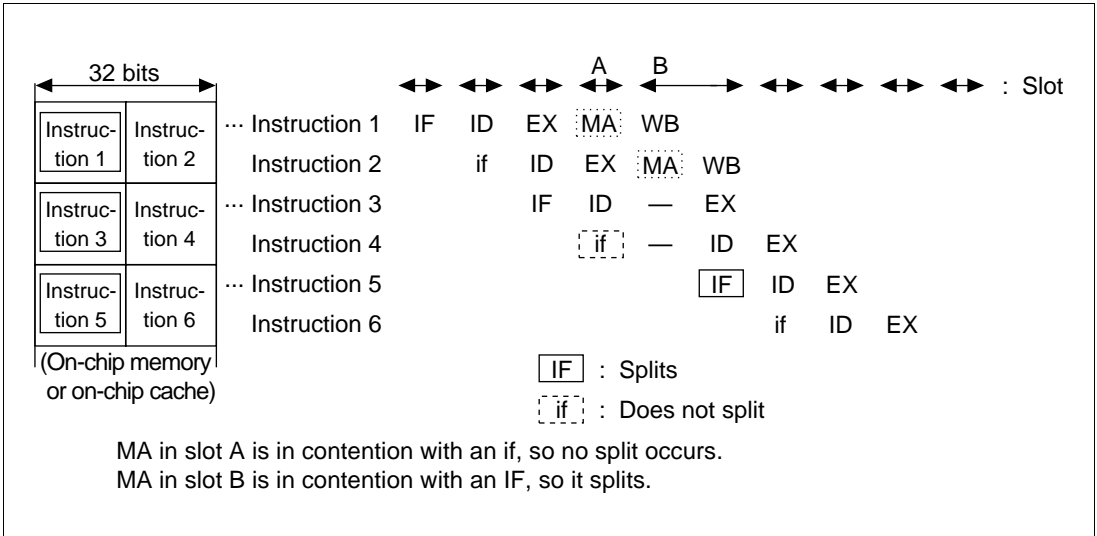 32 bits
A B
: Slot
Instruc-
tion 1
Instruc-
tion 2
··· Instruction 1 IF ID EX MA WB
Instruction 2 if ID EX MA WB
Instruc-
tion 3
Instruc-
tion 4
··· Instruction 3 IF ID — EX
Instruction 4 if — ID EX
Instruc-
tion 5
Instruc-
tion 6
··· Instruction 5 IF ID EX
Instruction 6 if ID EX
(On-chip memory
or on-chip cache)
IF : Splits
if : Does not split
MA in slot A is in contention with an if, so no split occurs.
MA in slot B is in contention with an IF, so it splits.